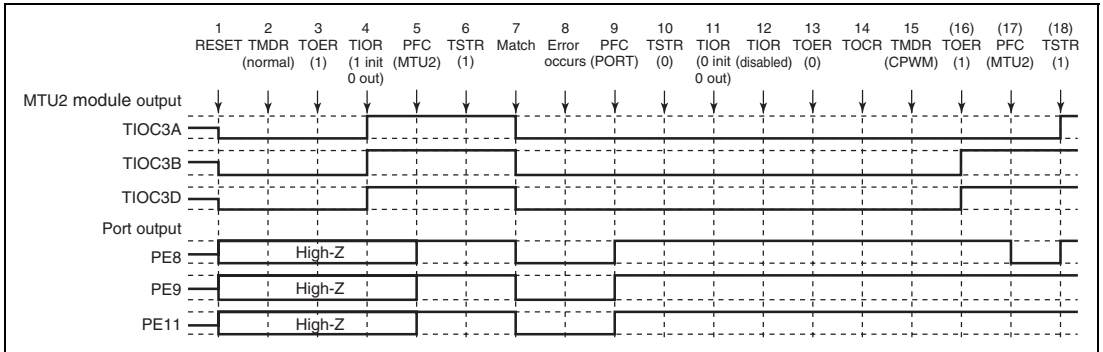 1 2 3 4 5 6 7 8 9 10 11 12 13 14 15 (16) (17) (18)
RESET TMDR TOER TIOR PFC TSTR Match Error PFC TSTR TIOR TIOR TOER TOCR TMDR TOER PFC TSTR
(normal) (1) (1 init (MTU2) (1) occurs (PORT) (0) (0 init (disabled) (0) (CPWM) (1) (MTU2) (1)
0 out) 0 out)
MTU2 module output
TIOC3A
TIOC3B
TIOC3D
Port output
PE8 High-Z
PE9 High-Z
PE11 High-Z